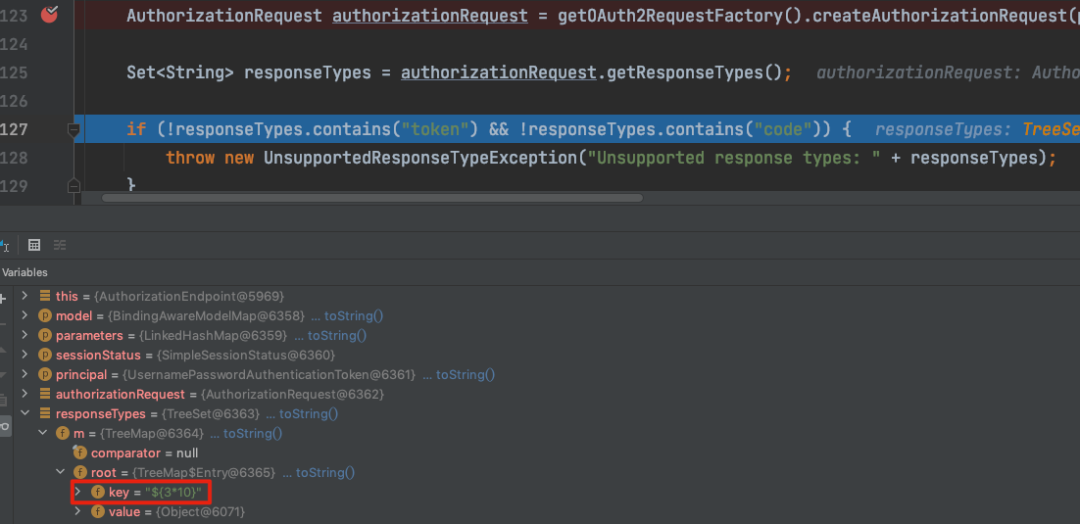 123 AuthorizationRequest authorizationRequest = getOAuth2RequestFactory().createAuthorizationRequest(
124
125 Set<String> responseTypes = authorizationRequest.getResponseTypes(); authorizationRequest: Autho
126
127 if (!responseTypes.contains("token") && !responseTypes.contains("code")) { responseTypes: TreeSe
128 throw new UnsupportedResponseTypeException("Unsupported response types: " + responseTypes);
129 }
Variables
this = {AuthorizationEndpoint@5969}
model = {BindingAwareModelMap@6358} ... toString()
parameters = {LinkedHashMap@6359} ... toString()
sessionStatus = {SimpleSessionStatus@6360}
principal = {UsernamePasswordAuthenticationToken@6361} ... toString()
authorizationRequest = {AuthorizationRequest@6362}
responseTypes = {TreeSet@6363} ... toString()
m = {TreeMap@6364} ... toString()
comparator = null
root = {TreeMap$Entry@6365} ... toString()
key = "${3*10}"
value = {Object@6071}